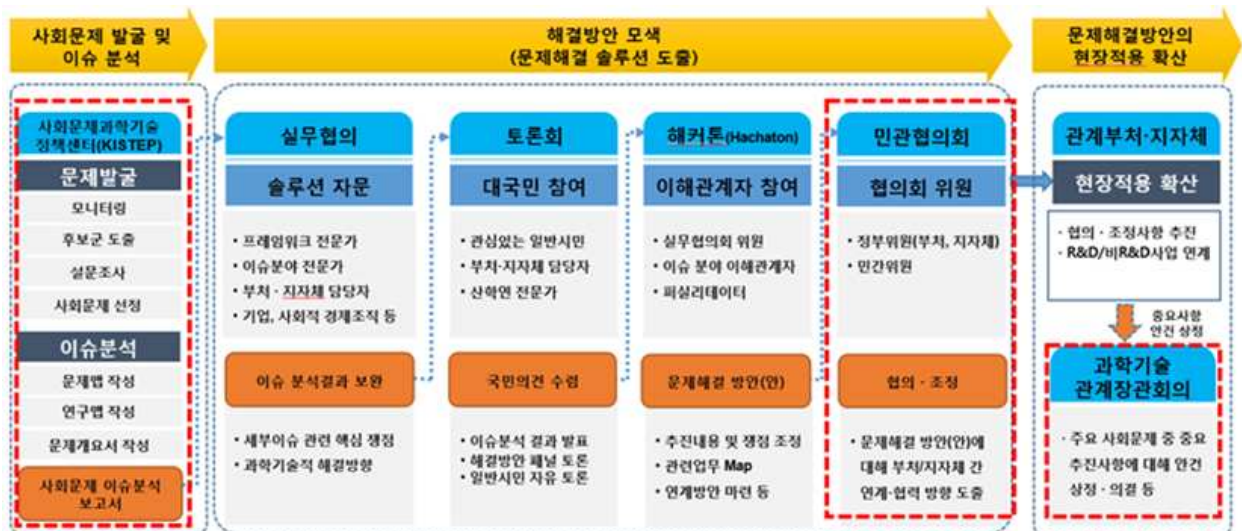 사회문제 발굴 및
이슈 분석
해결방안 모색
(문제해결 솔루션 도출)
문제해결방안의
현장적용 확산
사회문제과학기술
정책센터(KISTEP)
문제발굴
모니터링
후보군 도출
설문조사
사회문제 선정
이슈분석
문제맵 작성
연구맵 작성
문제개요서 작성
사회문제 이슈분석
보고서
실무협의
솔루션 자문
• 프레임워크 전문가
• 이슈분야 전문가
• 부처 · 지자체 담당자
• 기업, 사회적 경제조직 등
이슈 분석결과 보완
• 세부이슈 관련 핵심 쟁점
• 과학기술적 해결방향
토론회
대국민 참여
• 관심있는 일반시민
• 부처·지자체 담당자
• 산학연 전문가
국민의견 수렴
• 이슈분석 결과 발표
• 해결방안 패널 토론
• 일반시민 자유 토론
해커톤(Hachaton)
이해관계자 참여
• 실무협의회 위원
• 이슈 분야 이해관계자
• 퍼실리테이터
문제해결 방안(안)
• 추진내용 및 쟁점 조정
• 관련업무 Map
• 연계방안 마련 등
민관협의회
협의회 위원
• 정부위원(부처, 지자체)
• 민간위원
협의 · 조정
• 문제해결 방안(안)에
대해 부처/지자체 간
연계·협력 방향 도출
관계부처·지자체
현장적용 확산
· 협의 · 조정사항 추진
· R&D/비R&D사업 연계
중요사항
안건 상정
과학기술
관계장관회의
· 주요 사회문제 중 중요
추진사항에 대해 안건
상정 · 의결 등